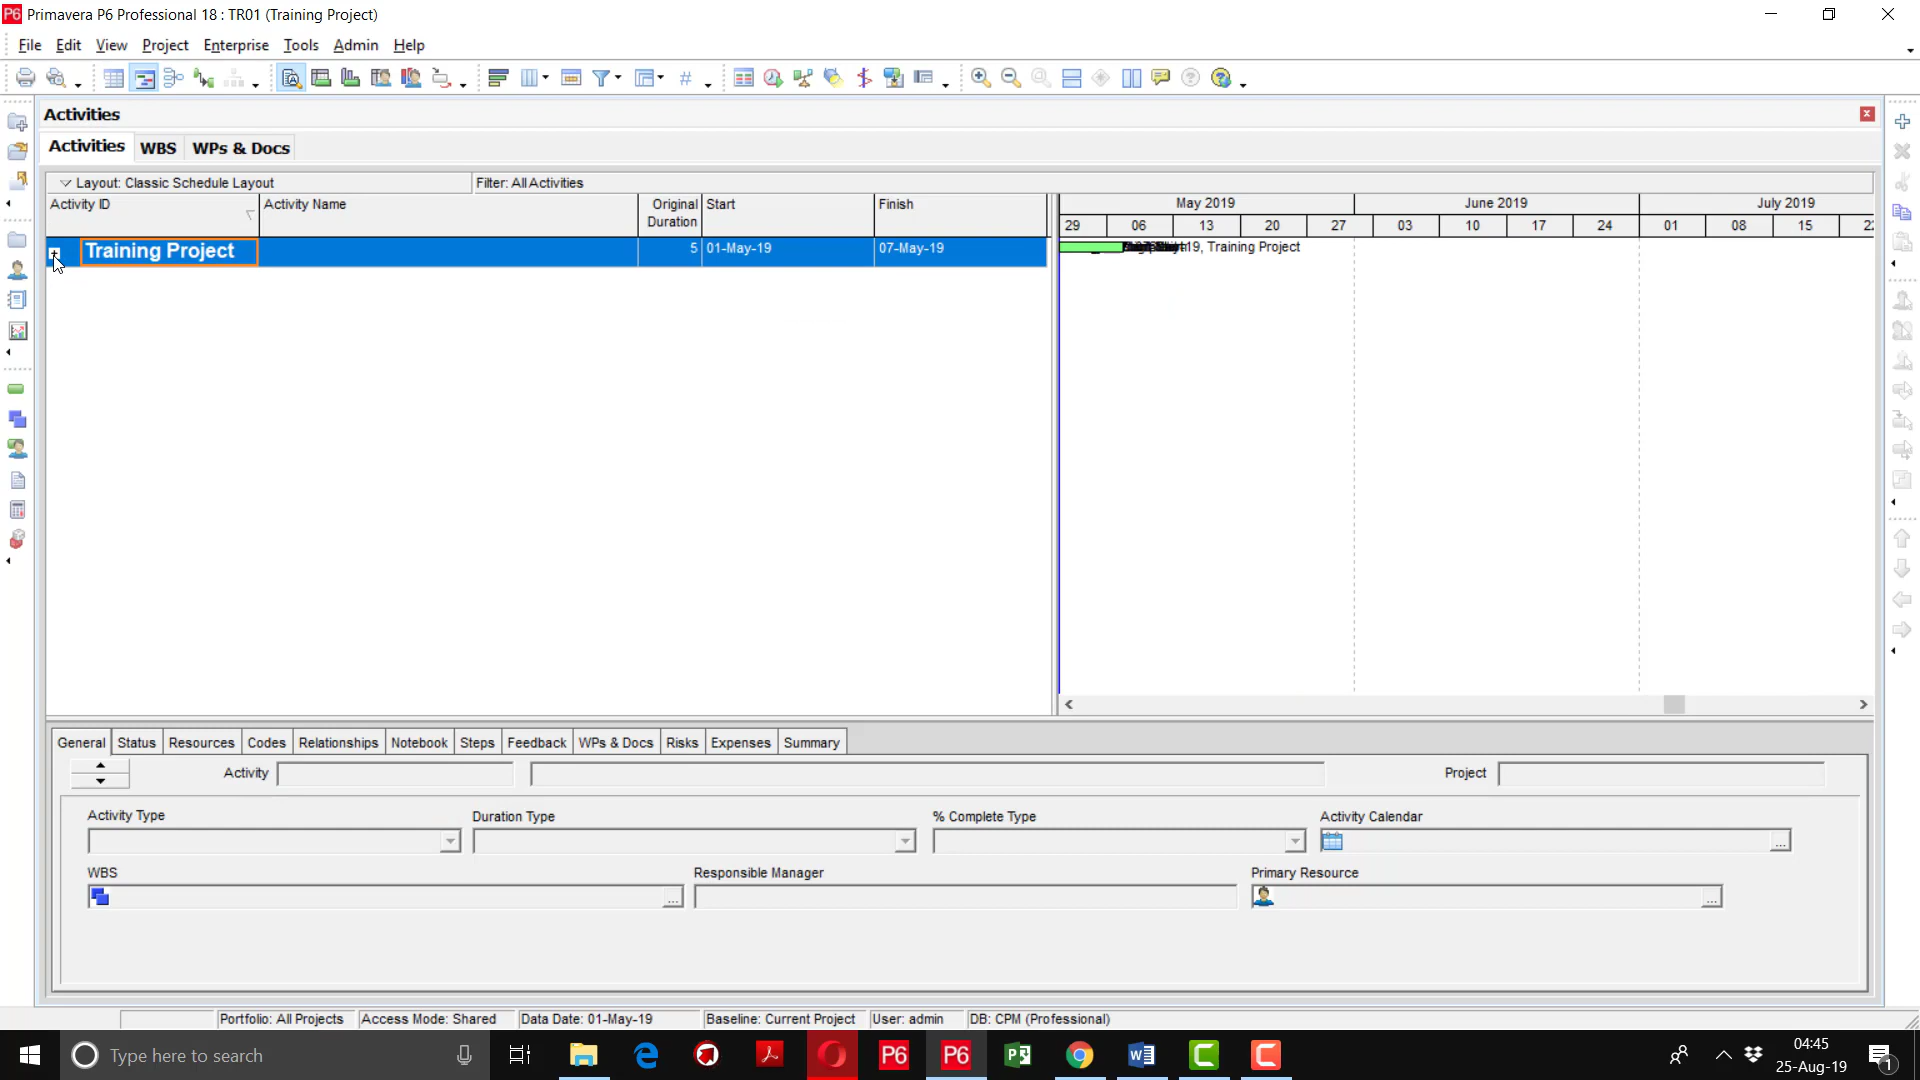 P6 Primavera P6 Professional 18 : TR01 (Training Project)
File Edit View Project Enterprise Tools Admin Help
Activities
Activities WBS WPs & Docs
Layout: Classic Schedule Layout Filter: All Activities
Activity ID Activity Name Original Duration Start Finish
May 2019 June 2019 July 2019
29 06 13 20 27 03 10 17 24 01 08 15
Training Project 5 01-May-19 07-May-19
19, Training Project
General Status Resources Codes Relationships Notebook Steps Feedback WPs & Docs Risks Expenses Summary
Activity Project
Activity Type Duration Type % Complete Type Activity Calendar
WBS Responsible Manager Primary Resource
Portfolio: All Projects Access Mode: Shared Data Date: 01-May-19 Baseline: Current Project User: admin DB: CPM (Professional)
Type here to search
P6 P6
04:45
25-Aug-19
1